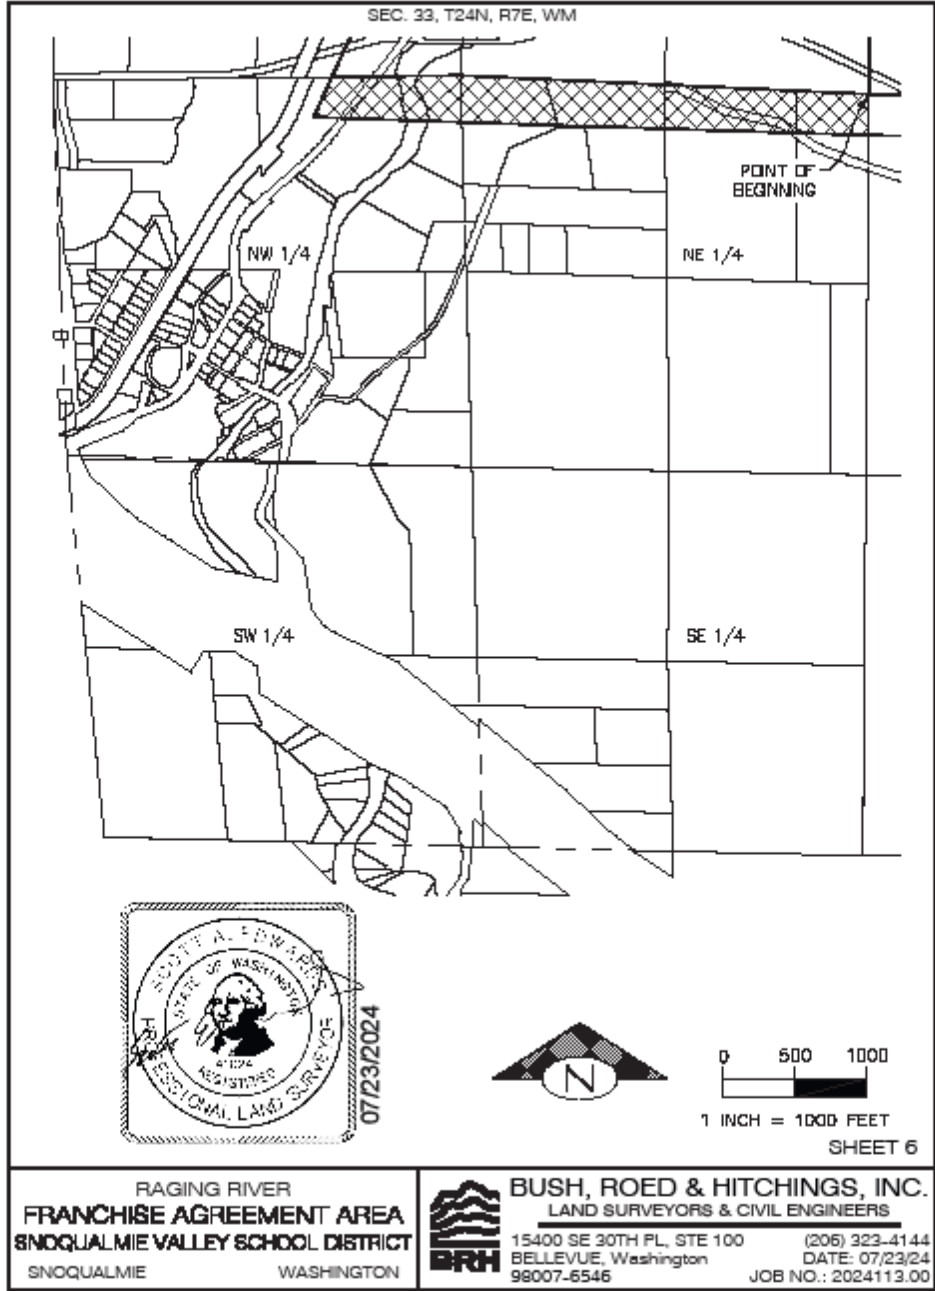 SEC. 33, T24N, R7E, WM
POINT OF
BEGINNING
NW 1/4
NE 1/4
SW 1/4
SE 1/4
SCOTT A. EDWARDS
STATE OF WASHINGTON
REGISTERED
PROFESSIONAL LAND SURVEYOR
07/23/2024
N
0 500 1000
1 INCH = 1000 FEET
SHEET 6
RAGING RIVER
FRANCHISE AGREEMENT AREA
SNOQUALMIE VALLEY SCHOOL DISTRICT
SNOQUALMIE WASHINGTON
BRH
BUSH, ROED & HITCHINGS, INC.
LAND SURVEYORS & CIVIL ENGINEERS
15400 SE 30TH PL, STE 100 (206) 323-4144
BELLEVUE, Washington DATE: 07/23/24
98007-6546 JOB NO.: 2024113.00